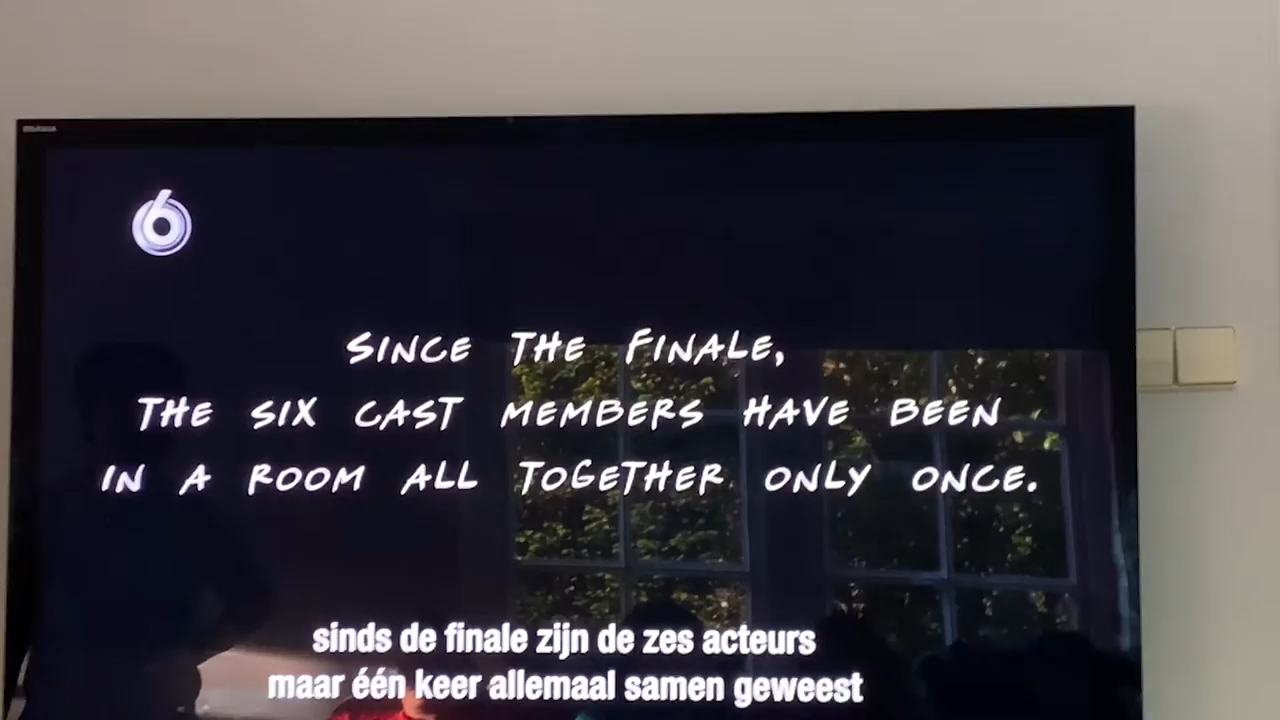 6
SINCE THE FINALE,
THE SIX CAST MEMBERS HAVE BEEN
IN A ROOM ALL TOGETHER ONLY ONCE.
sinds de finale zijn de zes acteurs
maar één keer allemaal samen geweest